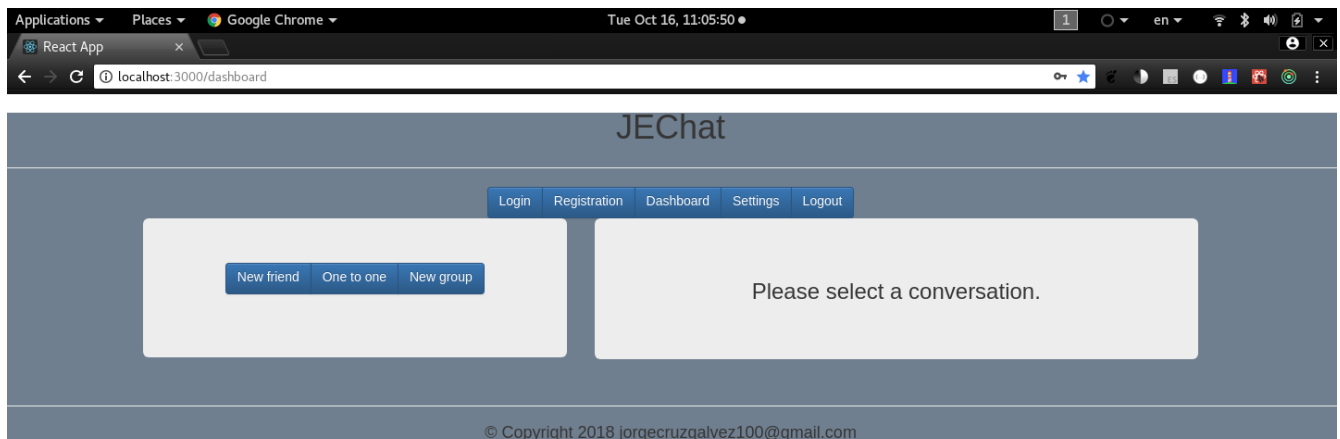 Applications Places Google Chrome Tue Oct 16, 11:05:50 1 en
React App
localhost:3000/dashboard
JEChat
Login Registration Dashboard Settings Logout
New friend One to one New group
Please select a conversation.
© Copyright 2018 jorgecruzgalvez100@gmail.com